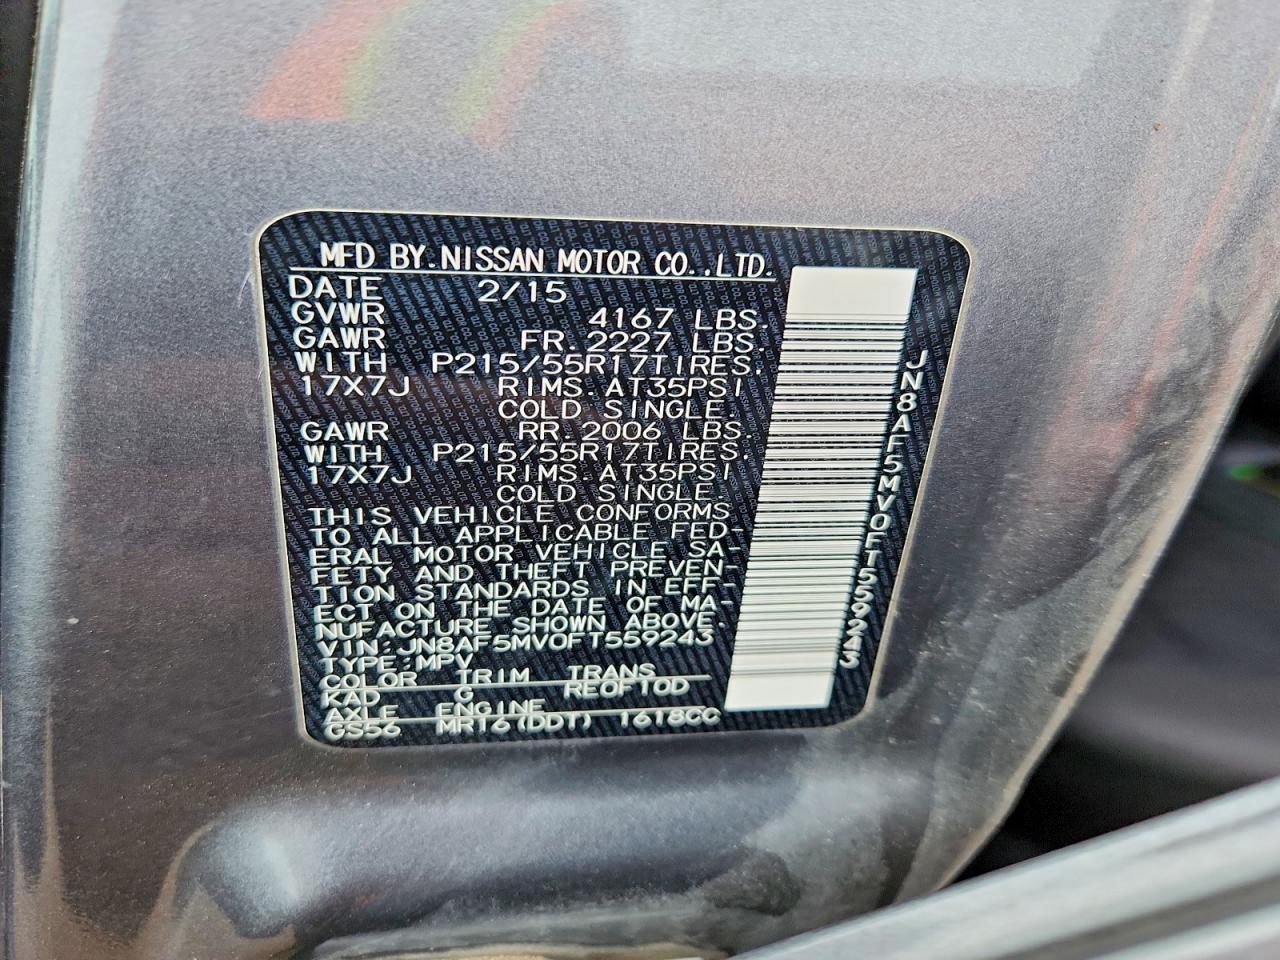 MFD BY.NISSAN MOTOR CO.,LTD.
DATE 2/15
GVWR 4167 LBS.
GAWR FR.2227 LBS.
WITH P215/55R17TIRES.
17X7J RIMS.AT35PSI
COLD SINGLE.
GAWR RR.2006 LBS.
WITH P215/55R17TIRES.
17X7J RIMS.AT35PSI
COLD SINGLE.
THIS VEHICLE CONFORMS
TO ALL APPLICABLE FED-
ERAL MOTOR VEHICLE SA-
FETY AND THEFT PREVEN-
TION STANDARDS IN EFF-
ECT ON THE DATE OF MA-
NUFACTURE SHOWN ABOVE.
VIN:JN8AF5MV0FT559243
TYPE:MPV
COLOR TRIM TRANS
KAD G RE0F10D
AXLE ENGINE
GS56 MR16(DDT) 1618CC
JN8AF5MV0FT559243